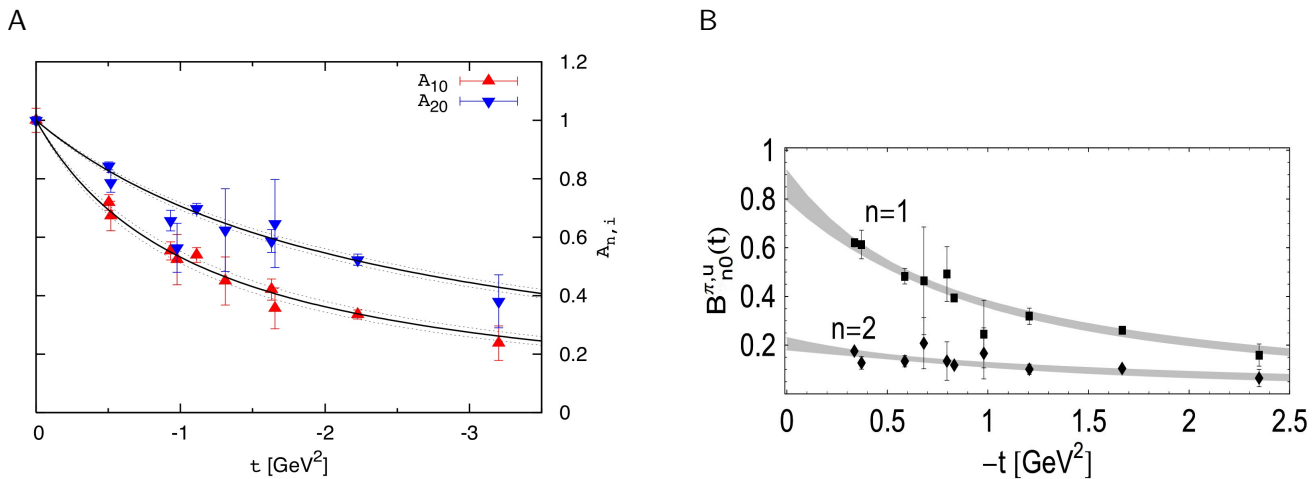 A
B
1.2
1
0.8
0.6
0.4
0.2
0
A₁₀
A₂₀
Aₙ,ᵢ
0 -1 -2 -3
t [GeV²]
1
0.8
0.6
0.4
0.2
n=1
n=2
B^{π,u}_{n0}(t)
0 0.5 1 1.5 2 2.5
−t [GeV²]